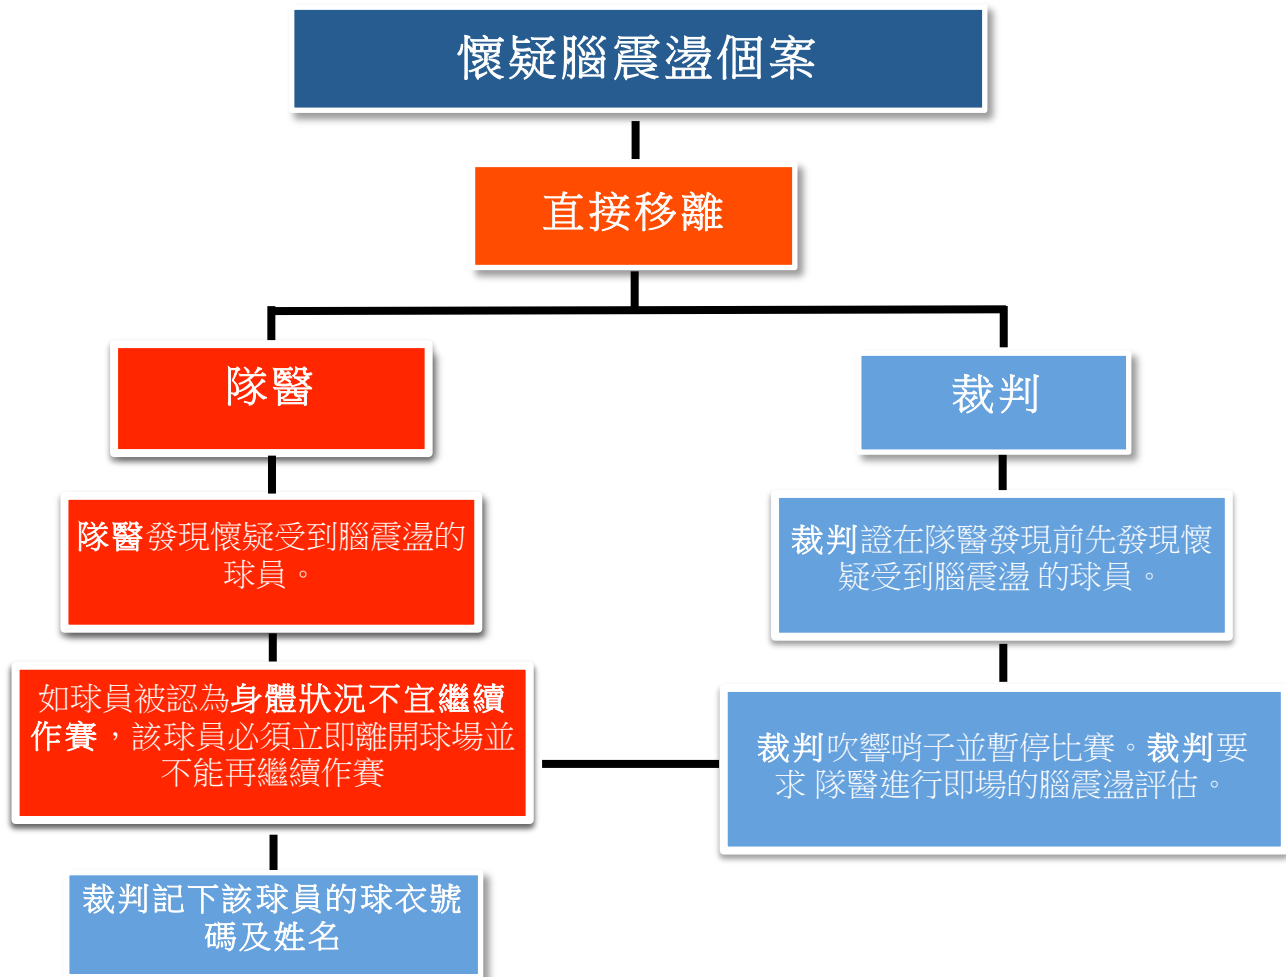 懷疑腦震盪個案
直接移離
隊醫
裁判
隊醫發現懷疑受到腦震盪的
球員。
裁判證在隊醫發現前先發現懷
疑受到腦震盪 的球員。
如球員被認為身體狀況不宜繼續
作賽，該球員必須立即離開球場並
不能再繼續作賽
裁判吹響哨子並暫停比賽。裁判要
求 隊醫進行即場的腦震盪評估。
裁判記下該球員的球衣號
碼及姓名